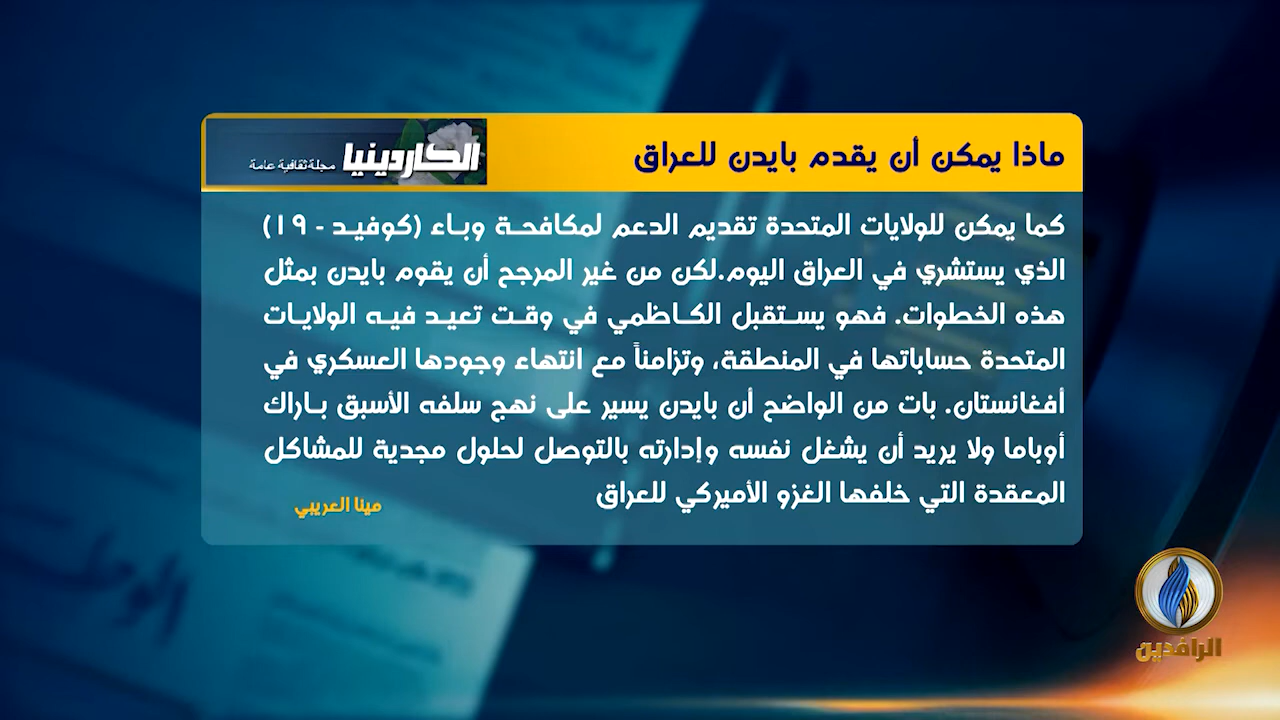 ماذا يمكن أن يقدم بايدن للعراق
الكاردينيا مجلة ثقافية عامة
كما يمكن للولايات المتحدة تقديم الدعم لمكافحة وباء (كوفيد - ١٩)
الذي يستشري في العراق اليوم.لكن من غير المرجح أن يقوم بايدن بمثل
هذه الخطوات. فهو يستقبل الكاظمي في وقت تعيد فيه الولايات
المتحدة حساباتها في المنطقة، وتزامناً مع انتهاء وجودها العسكري في
أفغانستان. بات من الواضح أن بايدن يسير على نهج سلفه الأسبق باراك
أوباما ولا يريد أن يشغل نفسه وإدارته بالتوصل لحلول مجدية للمشاكل
المعقدة التي خلفها الغزو الأميركي للعراق
مينا العريبي
الرافدين